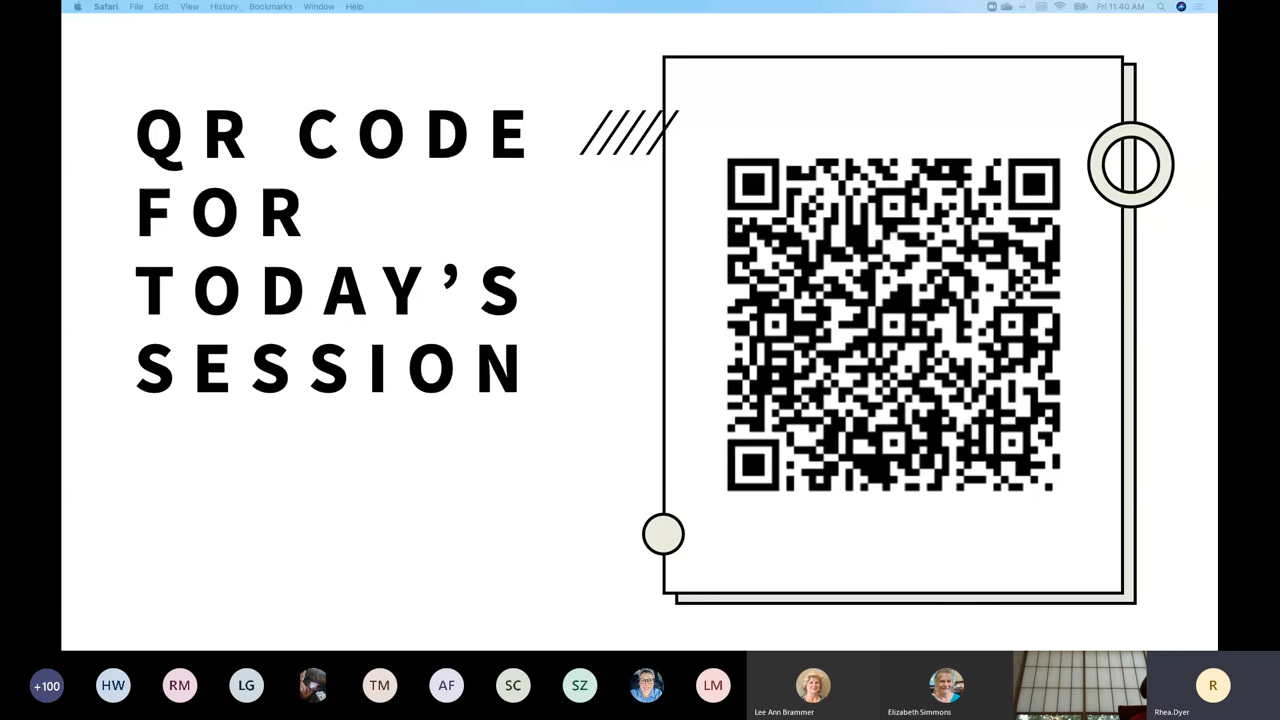 Safari File Edit View History Bookmarks Window Help
Fri 11:40 AM
QR CODE
FOR
TODAY’S
SESSION
+100 HW RM LG TM AF SC SZ LM R
Lee Ann Brammer Elizabeth Simmons Rhea.Dyer